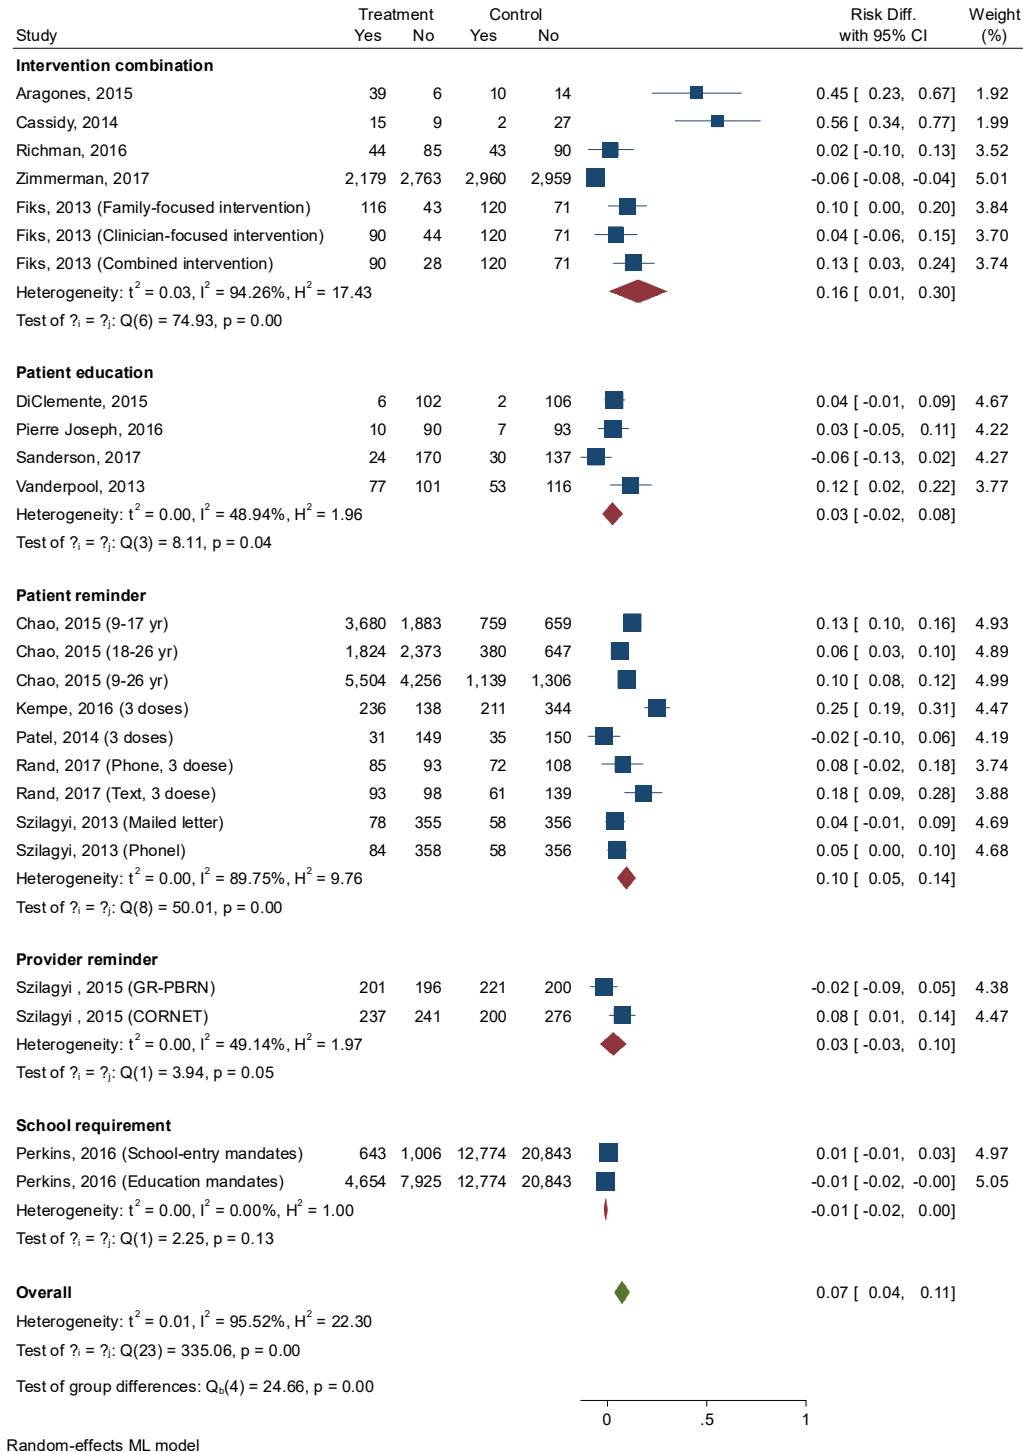 Treatment Control Risk Diff. Weight
Study Yes No Yes No with 95% CI (%)
Intervention combination
Aragones, 2015 39 6 10 14 0.45 [ 0.23, 0.67] 1.92
Cassidy, 2014 15 9 2 27 0.56 [ 0.34, 0.77] 1.99
Richman, 2016 44 85 43 90 0.02 [ -0.10, 0.13] 3.52
Zimmerman, 2017 2,179 2,763 2,960 2,959 -0.06 [ -0.08, -0.04] 5.01
Fiks, 2013 (Family-focused intervention) 116 43 120 71 0.10 [ 0.00, 0.20] 3.84
Fiks, 2013 (Clinician-focused intervention) 90 44 120 71 0.04 [ -0.06, 0.15] 3.70
Fiks, 2013 (Combined intervention) 90 28 120 71 0.13 [ 0.03, 0.24] 3.74
Heterogeneity: t² = 0.03, I² = 94.26%, H² = 17.43 0.16 [ 0.01, 0.30]
Test of ?ᵢ = ?ⱼ: Q(6) = 74.93, p = 0.00
Patient education
DiClemente, 2015 6 102 2 106 0.04 [ -0.01, 0.09] 4.67
Pierre Joseph, 2016 10 90 7 93 0.03 [ -0.05, 0.11] 4.22
Sanderson, 2017 24 170 30 137 -0.06 [ -0.13, 0.02] 4.27
Vanderpool, 2013 77 101 53 116 0.12 [ 0.02, 0.22] 3.77
Heterogeneity: t² = 0.00, I² = 48.94%, H² = 1.96 0.03 [ -0.02, 0.08]
Test of ?ᵢ = ?ⱼ: Q(3) = 8.11, p = 0.04
Patient reminder
Chao, 2015 (9-17 yr) 3,680 1,883 759 659 0.13 [ 0.10, 0.16] 4.93
Chao, 2015 (18-26 yr) 1,824 2,373 380 647 0.06 [ 0.03, 0.10] 4.89
Chao, 2015 (9-26 yr) 5,504 4,256 1,139 1,306 0.10 [ 0.08, 0.12] 4.99
Kempe, 2016 (3 doses) 236 138 211 344 0.25 [ 0.19, 0.31] 4.47
Patel, 2014 (3 doses) 31 149 35 150 -0.02 [ -0.10, 0.06] 4.19
Rand, 2017 (Phone, 3 doese) 85 93 72 108 0.08 [ -0.02, 0.18] 3.74
Rand, 2017 (Text, 3 doese) 93 98 61 139 0.18 [ 0.09, 0.28] 3.88
Szilagyi, 2013 (Mailed letter) 78 355 58 356 0.04 [ -0.01, 0.09] 4.69
Szilagyi, 2013 (Phonel) 84 358 58 356 0.05 [ 0.00, 0.10] 4.68
Heterogeneity: t² = 0.00, I² = 89.75%, H² = 9.76 0.10 [ 0.05, 0.14]
Test of ?ᵢ = ?ⱼ: Q(8) = 50.01, p = 0.00
Provider reminder
Szilagyi , 2015 (GR-PBRN) 201 196 221 200 -0.02 [ -0.09, 0.05] 4.38
Szilagyi , 2015 (CORNET) 237 241 200 276 0.08 [ 0.01, 0.14] 4.47
Heterogeneity: t² = 0.00, I² = 49.14%, H² = 1.97 0.03 [ -0.03, 0.10]
Test of ?ᵢ = ?ⱼ: Q(1) = 3.94, p = 0.05
School requirement
Perkins, 2016 (School-entry mandates) 643 1,006 12,774 20,843 0.01 [ -0.01, 0.03] 4.97
Perkins, 2016 (Education mandates) 4,654 7,925 12,774 20,843 -0.01 [ -0.02, -0.00] 5.05
Heterogeneity: t² = 0.00, I² = 0.00%, H² = 1.00 -0.01 [ -0.02, 0.00]
Test of ?ᵢ = ?ⱼ: Q(1) = 2.25, p = 0.13
Overall 0.07 [ 0.04, 0.11]
Heterogeneity: t² = 0.01, I² = 95.52%, H² = 22.30
Test of ?ᵢ = ?ⱼ: Q(23) = 335.06, p = 0.00
Test of group differences: Q_b(4) = 24.66, p = 0.00
0 .5 1
Random-effects ML model